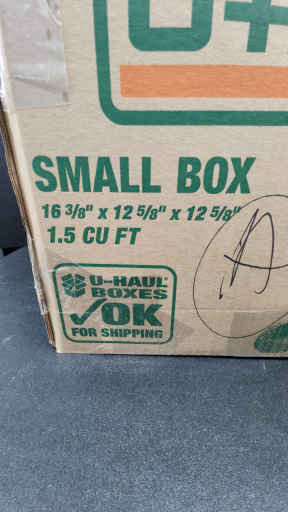 SMALL BOX
16 3/8" x 12 5/8" x 12 5/8"
1.5 CU FT
U-HAUL
BOXES
✓OK
FOR SHIPPING
A